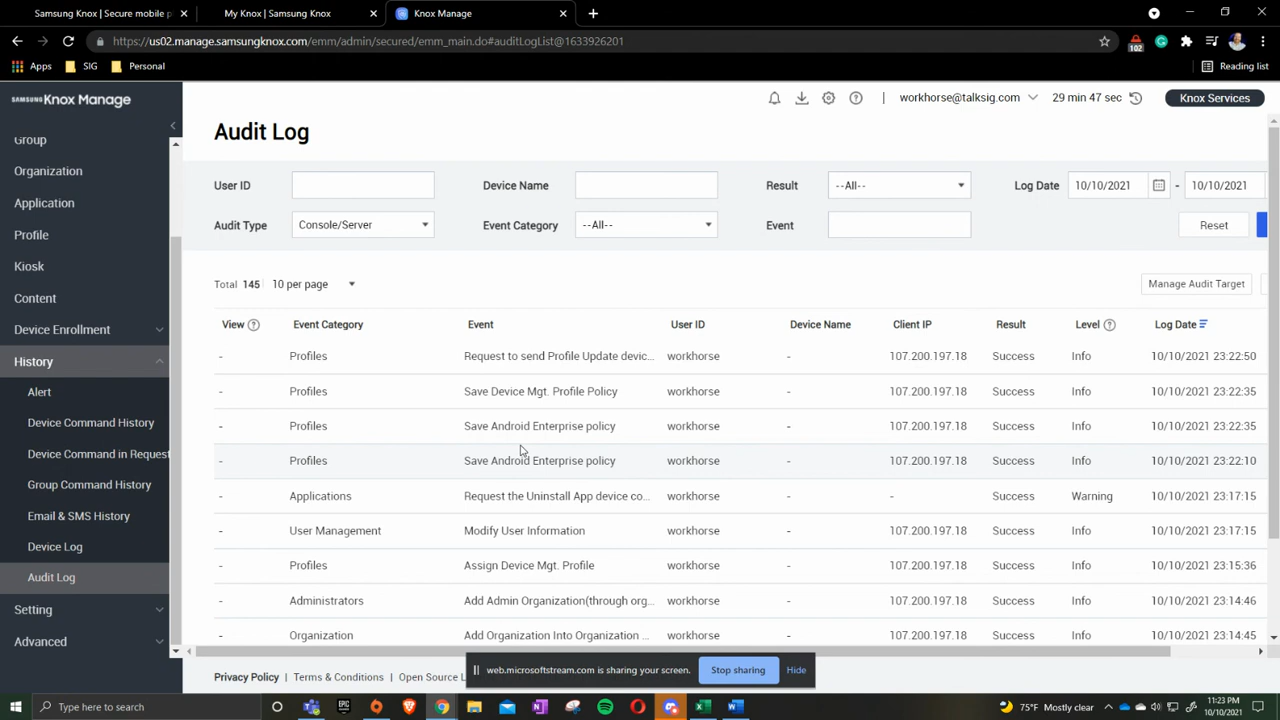 Samsung Knox | Secure mobile p
My Knox | Samsung Knox
Knox Manage
https://us02.manage.samsungknox.com/emm/admin/secured/emm_main.do#auditLogList@1633926201
102
Apps
SIG
Personal
Reading list
SAMSUNG Knox Manage
workhorse@talksig.com
29 min 47 sec
Knox Services
Group
Organization
Application
Profile
Kiosk
Content
Device Enrollment
History
Alert
Device Command History
Device Command in Request
Group Command History
Email & SMS History
Device Log
Audit Log
Setting
Advanced
Audit Log
User ID
Device Name
Result --All--
Log Date 10/10/2021 - 10/10/2021
Audit Type Console/Server
Event Category --All--
Event
Reset
Total 145 10 per page
Manage Audit Target
View Event Category Event User ID Device Name Client IP Result Level Log Date
- Profiles Request to send Profile Update devic... workhorse - 107.200.197.18 Success Info 10/10/2021 23:22:50
- Profiles Save Device Mgt. Profile Policy workhorse - 107.200.197.18 Success Info 10/10/2021 23:22:35
- Profiles Save Android Enterprise policy workhorse - 107.200.197.18 Success Info 10/10/2021 23:22:35
- Profiles Save Android Enterprise policy workhorse - 107.200.197.18 Success Info 10/10/2021 23:22:10
- Applications Request the Uninstall App device co... workhorse - - Success Warning 10/10/2021 23:17:15
- User Management Modify User Information workhorse - 107.200.197.18 Success Info 10/10/2021 23:17:15
- Profiles Assign Device Mgt. Profile workhorse - 107.200.197.18 Success Info 10/10/2021 23:15:36
- Administrators Add Admin Organization(through org... workhorse - 107.200.197.18 Success Info 10/10/2021 23:14:46
- Organization Add Organization Into Organization ... workhorse - 107.200.197.18 Success Info 10/10/2021 23:14:45
Privacy Policy | Terms & Conditions | Open Source L
web.microsoftstream.com is sharing your screen.
Stop sharing
Hide
Type here to search
EPIC
75°F Mostly clear
11:23 PM
10/10/2021